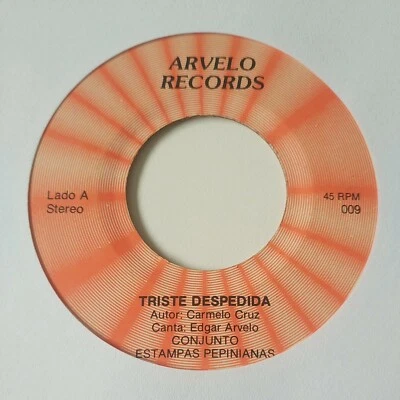 ARVELO
RECORDS
Lado A
Stereo
45 RPM
009
TRISTE DESPEDIDA
Autor: Carmelo Cruz
Canta: Edgar Arvelo
CONJUNTO
ESTAMPAS PEPINIANAS